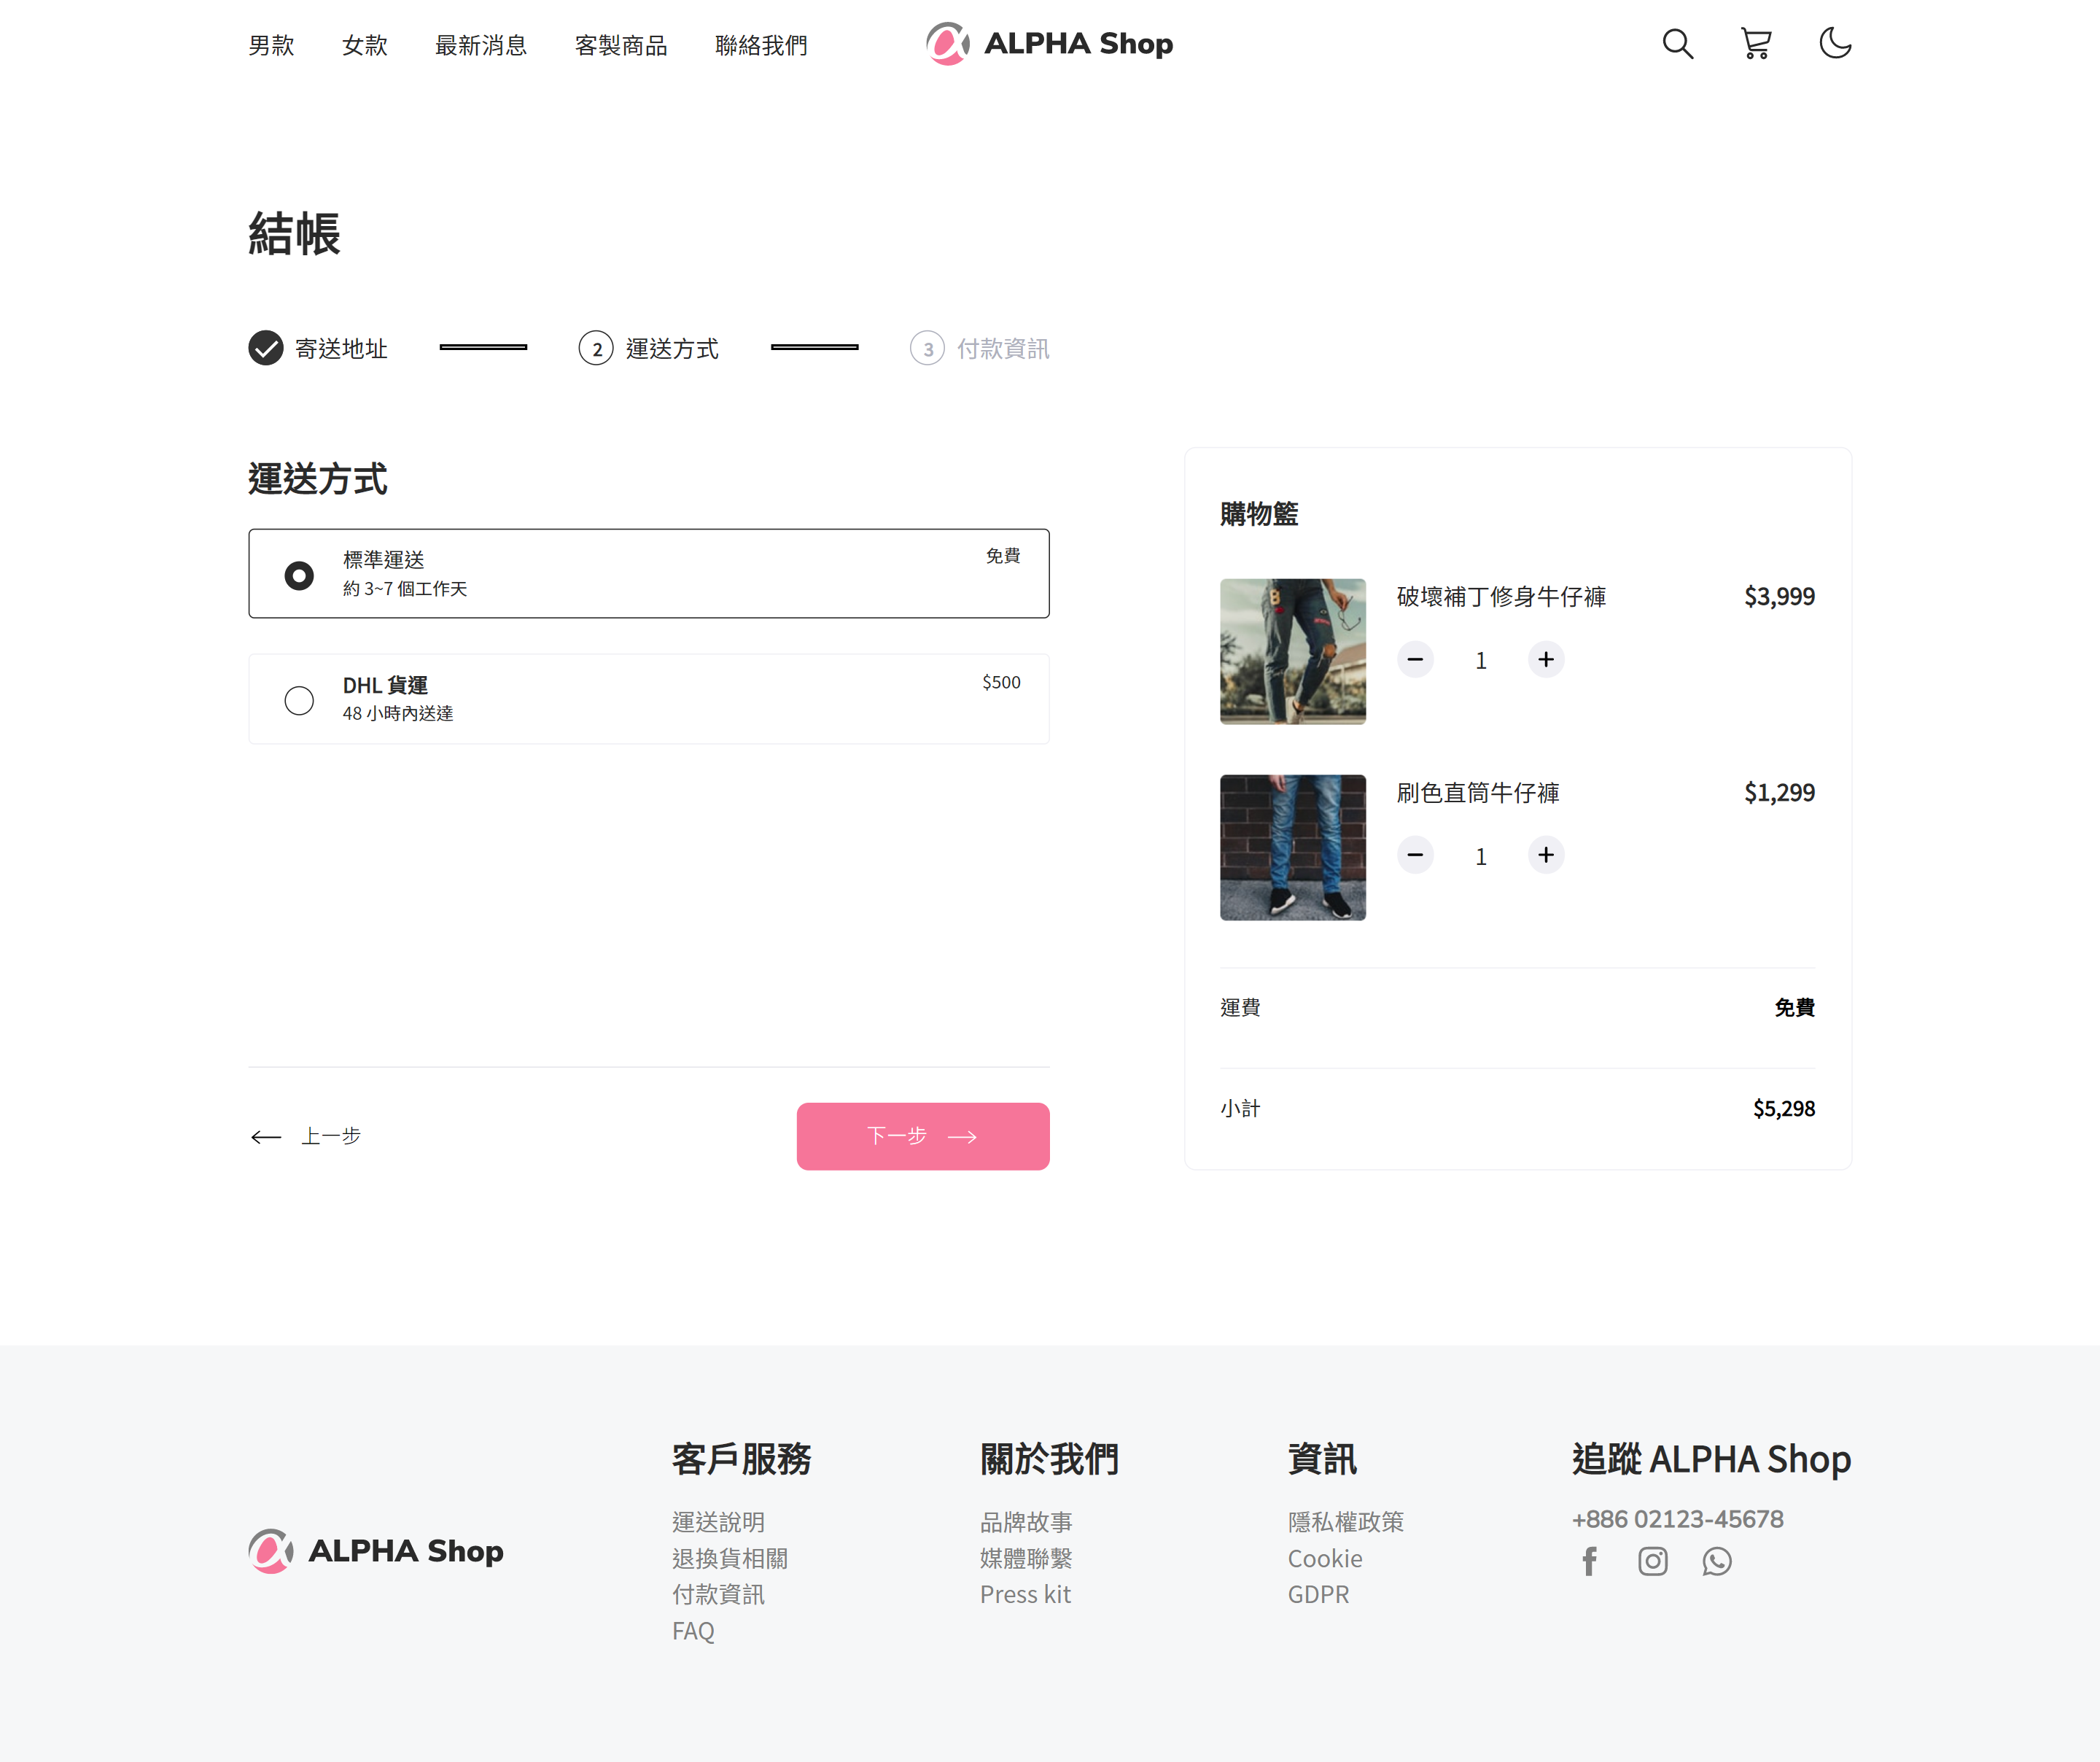 男款 女款 最新消息 客製商品 聯絡我們 ALPHA Shop
結帳
寄送地址 2 運送方式 3 付款資訊
運送方式
標準運送 免費
約 3~7 個工作天
DHL 貨運 $500
48 小時內送達
上一步 下一步
購物籃
破壞補丁修身牛仔褲 $3,999
1
刷色直筒牛仔褲 $1,299
1
運費 免費
小計 $5,298
ALPHA Shop
客戶服務
運送說明
退換貨相關
付款資訊
FAQ
關於我們
品牌故事
媒體聯繫
Press kit
資訊
隱私權政策
Cookie
GDPR
追蹤 ALPHA Shop
+886 02123-45678